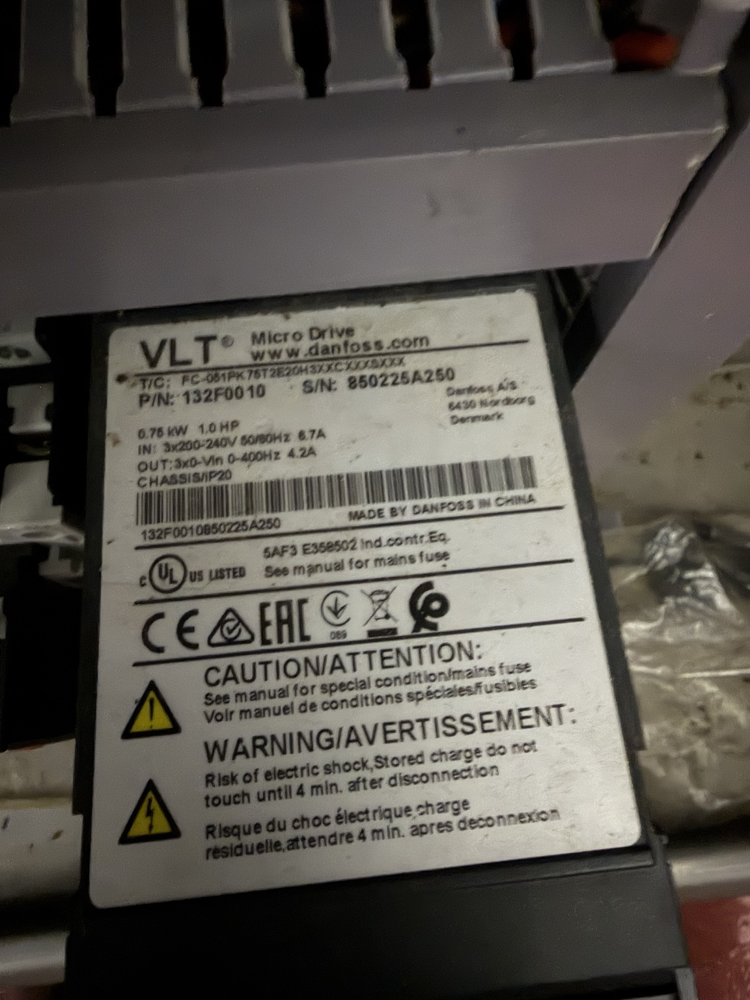 VLT® Micro Drive
www.danfoss.com
T/C: FC-051PK75T2E20H3XXCXXXSXXX
P/N: 132F0010 S/N: 850225A250
Danfoss A/S
6430 Nordborg
Denmark
0.75 kW 1.0 HP
IN: 3x200-240V 50/60Hz 6.7A
OUT:3x0-Vin 0-400Hz 4.2A
CHASSIS/IP20
132F0010850225A250 MADE BY DANFOSS IN CHINA
c UL US LISTED
5AF3 E358502 Ind.contr.Eq.
See manual for mains fuse
CE EAC 089
CAUTION/ATTENTION:
See manual for special condition/mains fuse
Voir manuel de conditions spéciales/fusibles
WARNING/AVERTISSEMENT:
Risk of electric shock,Stored charge do not
touch until 4 min. after disconnection
Risque du choc électrique,charge
résiduelle,attendre 4 min. apres deconnexion